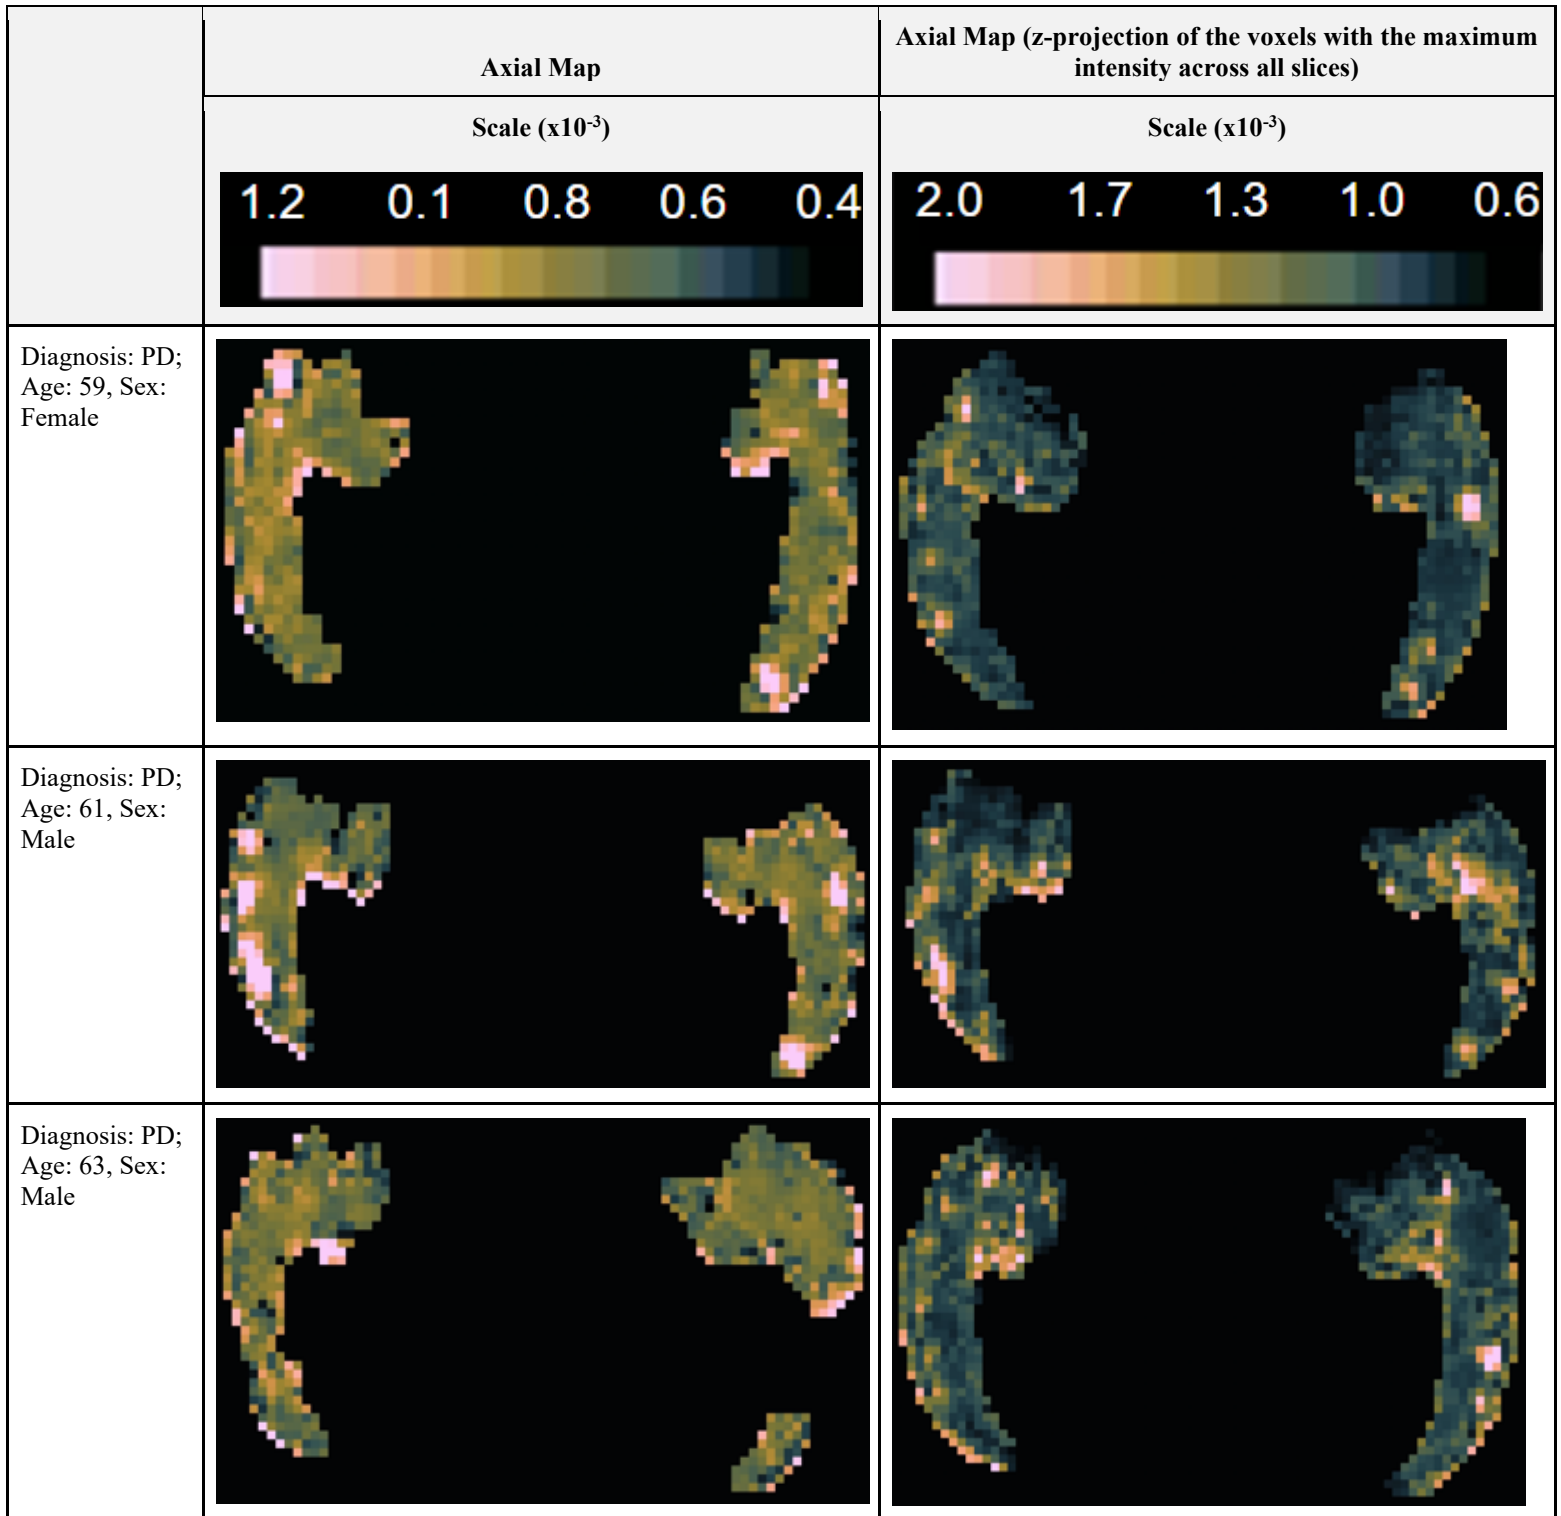 Axial Map
Axial Map (z-projection of the voxels with the maximum
intensity across all slices)
Scale (x10-3)
Scale (x10-3)
1.2 0.1 0.8 0.6 0.4
2.0 1.7 1.3 1.0 0.6
Diagnosis: PD;
Age: 59, Sex:
Female
Diagnosis: PD;
Age: 61, Sex:
Male
Diagnosis: PD;
Age: 63, Sex:
Male